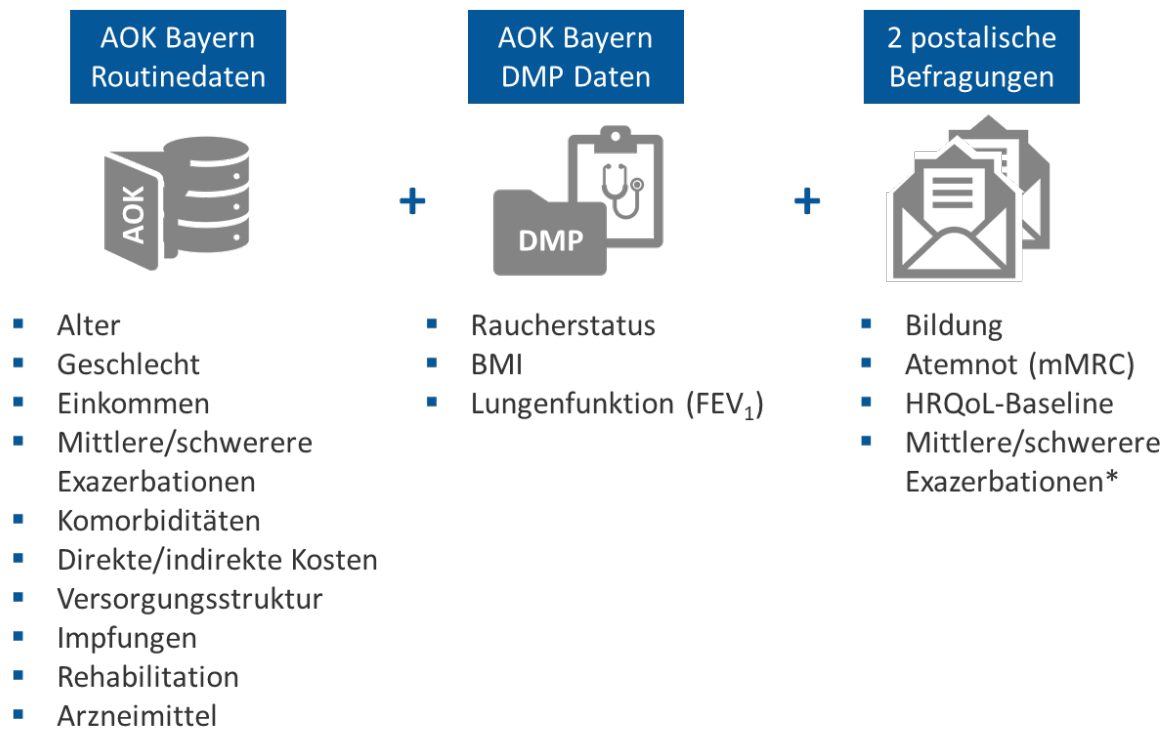 AOK Bayern
Routinedaten
AOK
▪ Alter
▪ Geschlecht
▪ Einkommen
▪ Mittlere/schwerere
Exazerbationen
▪ Komorbiditäten
▪ Direkte/indirekte Kosten
▪ Versorgungsstruktur
▪ Impfungen
▪ Rehabilitation
▪ Arzneimittel
+
AOK Bayern
DMP Daten
DMP
▪ Raucherstatus
▪ BMI
▪ Lungenfunktion (FEV₁)
+
2 postalische
Befragungen
▪ Bildung
▪ Atemnot (mMRC)
▪ HRQoL-Baseline
▪ Mittlere/schwerere
Exazerbationen*